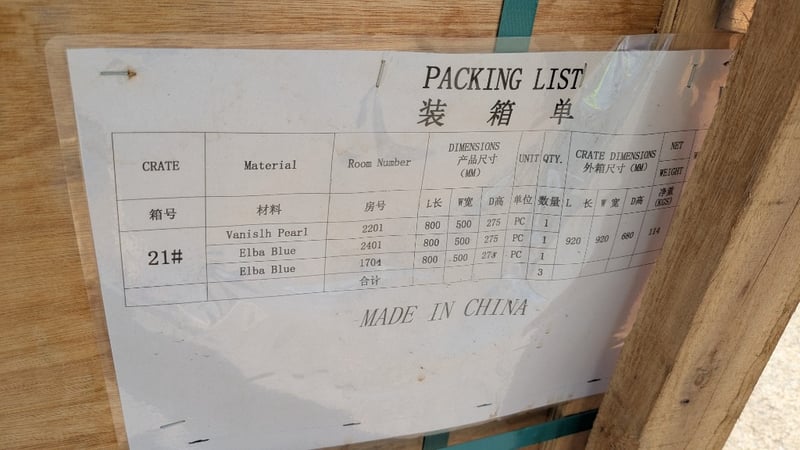 PACKING LIST
装 箱 单
CRATE Material Room Number DIMENSIONS 产品尺寸 (MM) UNIT QTY. CRATE DIMENSIONS 外箱尺寸 (MM) NET WEIGHT
箱号 材料 房号 L长 W宽 D高 单位 数量 L 长 W 宽 D高 净重 (KGS)
21# Vanislh Pearl 2201 800 500 275 PC 1 920 920 680 114
Elba Blue 2401 800 500 275 PC 1
Elba Blue 1704 800 500 275 PC 1
合计 3
MADE IN CHINA